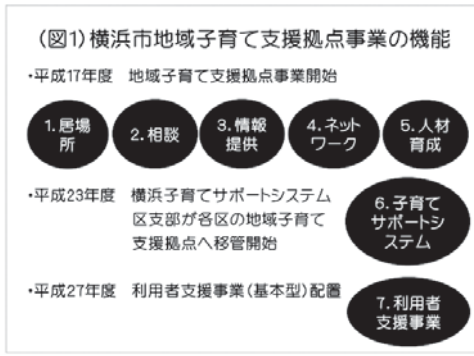 (図1)横浜市地域子育て支援拠点事業の機能
・平成17年度 地域子育て支援拠点事業開始
1.居場
所
2.相談
3.情報
提供
4.ネット
ワーク
5.人材
育成
・平成23年度 横浜子育てサポートシステム
区支部が各区の地域子育て
支援拠点へ移管開始
6.子育て
サポートシ
ステム
・平成27年度 利用者支援事業(基本型)配置
7.利用者
支援事業